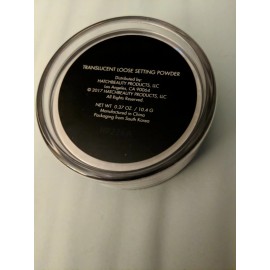 TRANSLUCENT LOOSE SETTING POWDER
Distributed by:
HATCHBEAUTY PRODUCTS, LLC
Los Angeles, CA 90064
© 2017 HATCHBEAUTY PRODUCTS, LLC
All Rights Reserved.
NET WT. 0.37 OZ. / 10.4 G
Manufactured in China
Packaging from South Korea